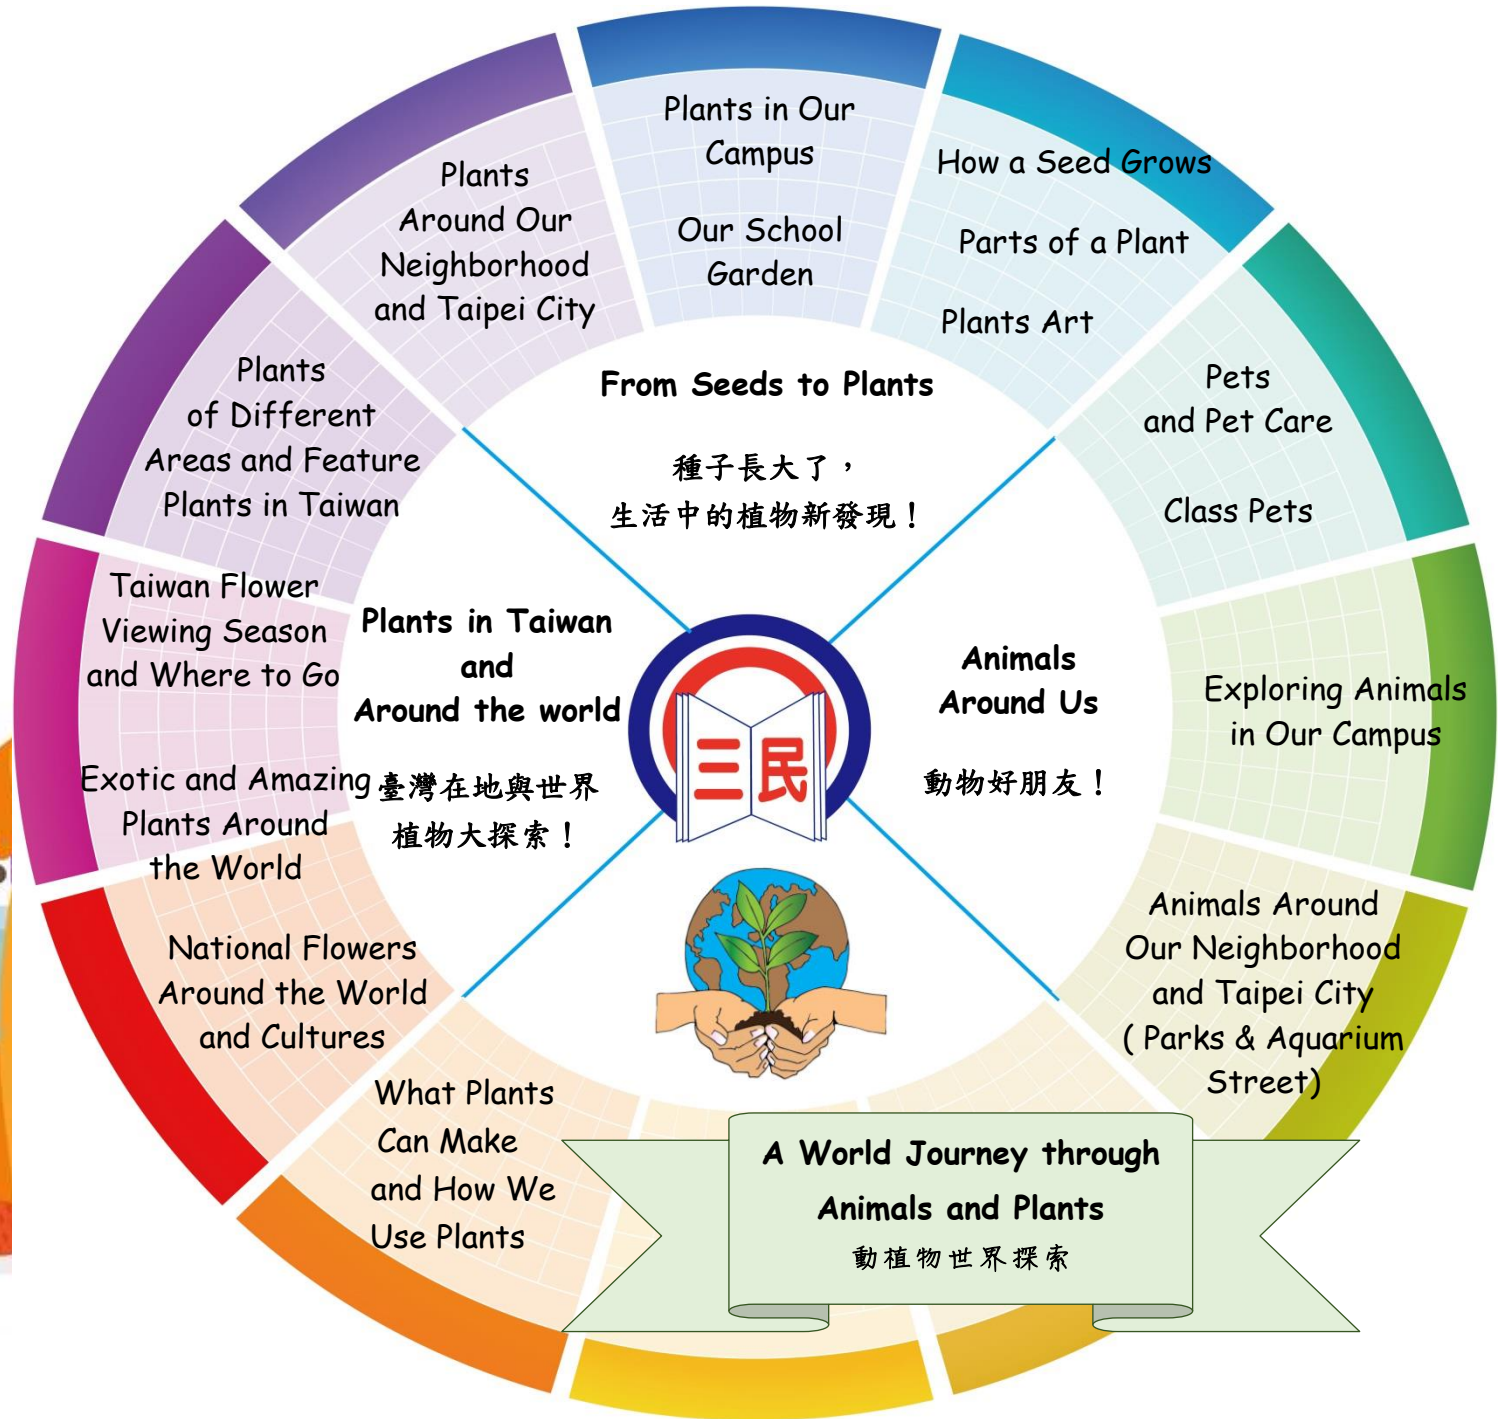 Plants in Our
Campus
Our School
Garden
How a Seed Grows
Parts of a Plant
Plants Art
Pets
and Pet Care
Class Pets
Exploring Animals
in Our Campus
Animals Around
Our Neighborhood
and Taipei City
( Parks & Aquarium
Street)
What Plants
Can Make
and How We
Use Plants
National Flowers
Around the World
and Cultures
Exotic and Amazing
Plants Around
the World
Taiwan Flower
Viewing Season
and Where to Go
Plants
of Different
Areas and Feature
Plants in Taiwan
Plants
Around Our
Neighborhood
and Taipei City
From Seeds to Plants
種子長大了，
生活中的植物新發現！
Animals
Around Us
動物好朋友！
Plants in Taiwan
and
Around the world
臺灣在地與世界
植物大探索！
三民
A World Journey through
Animals and Plants
動植物世界探索